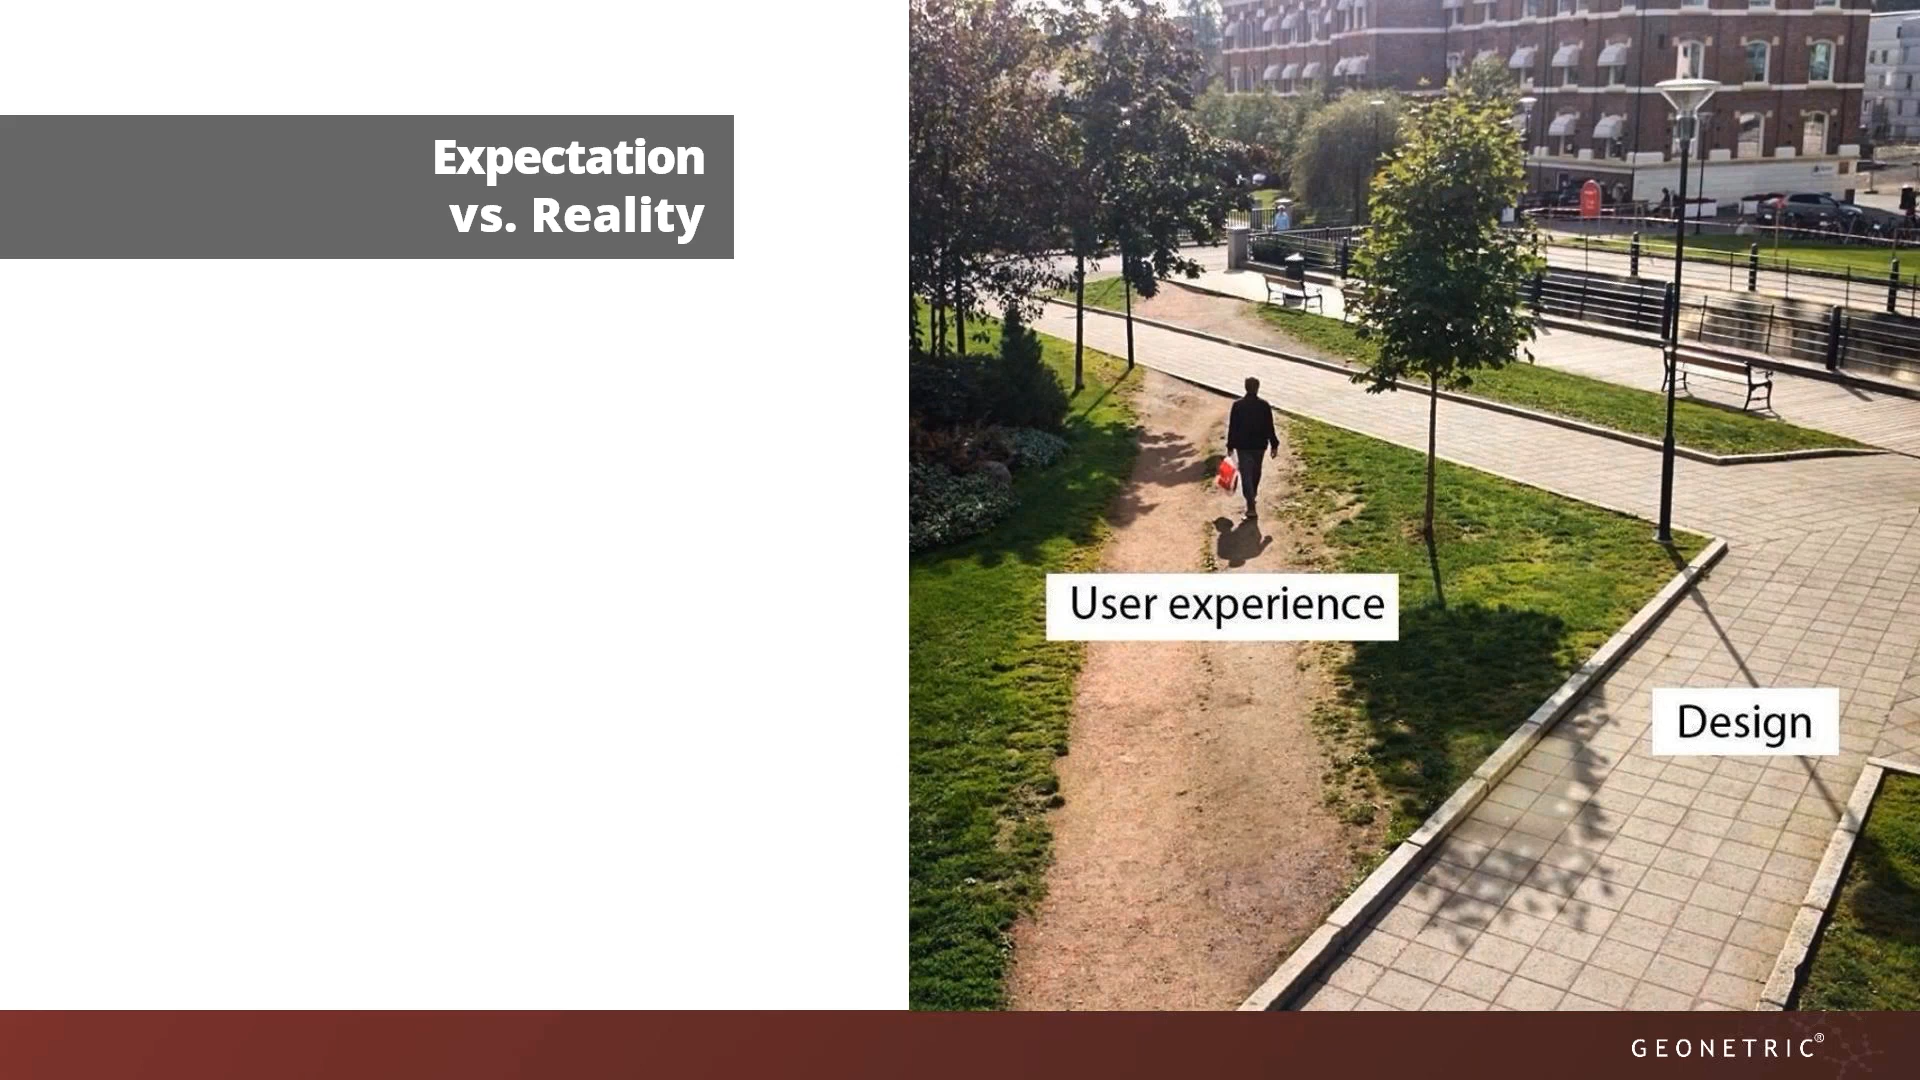 Expectation
vs. Reality
User experience
Design
GEONETRIC®